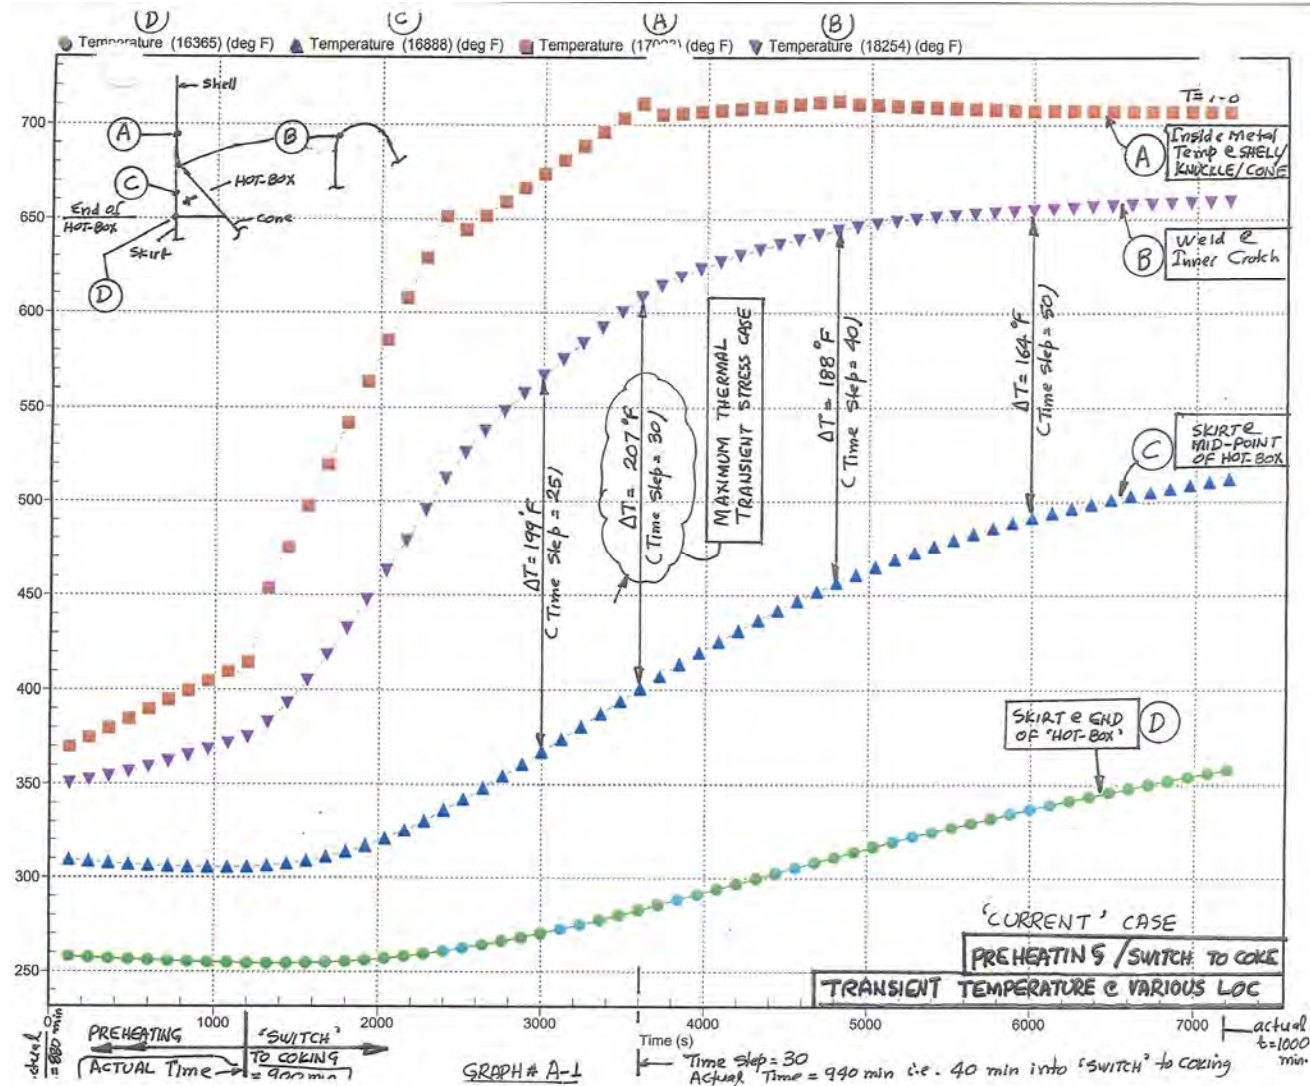 (D) (C) (A) (B)
Temperature (16365) (deg F) Temperature (16888) (deg F) Temperature (deg F) Temperature (18254) (deg F)
Shell
A
B
C
HOT-BOX
End of
HOT-BOX
Cone
Skirt
D
700
650
600
550
500
450
400
350
300
250
A
Inside Metal
Temp @ SHELL/
KNUCKLE/CONE
B
Weld @
Inner Crotch
ΔT = 199 °F
(Time Step = 25)
ΔT = 207 °F
(Time Step = 30)
MAXIMUM THERMAL
TRANSIENT STRESS CASE
ΔT = 188 °F
(Time Step = 40)
ΔT = 164 °F
(Time Step = 50)
C
SKIRT @
MID-POINT
OF HOT-BOX
SKIRT @ END
OF 'HOT-BOX'
D
'CURRENT' CASE
PREHEATING / SWITCH TO COKE
TRANSIENT TEMPERATURE @ VARIOUS LOC
1000 2000 3000 4000 5000 6000 7000
Time (s)
PREHEATING
'SWITCH'
TO COKING
ACTUAL Time
= 900 min
= 880 min
GRAPH # A-1
Time Step = 30
Actual Time = 940 min i.e. 40 min into 'SWITCH' to Coking
actual
t=1000
min.